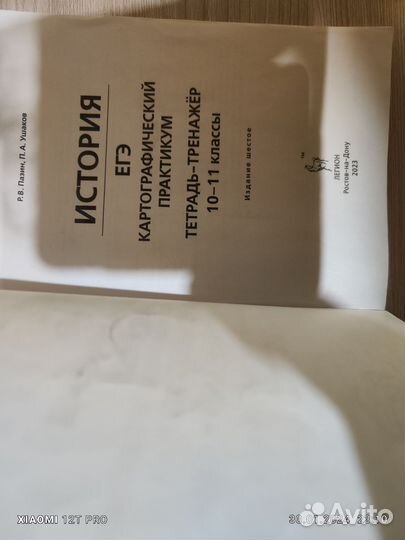 Р.В. Пазин, П.А. Ушаков
ИСТОРИЯ
ЕГЭ
КАРТОГРАФИЧЕСКИЙ
ПРАКТИКУМ
ТЕТРАДЬ-ТРЕНАЖЁР
10–11 классы
Издание шестое
ЛЕГИОН
Ростов-на-Дону
2023
XIAOMI 12T PRO
Avito